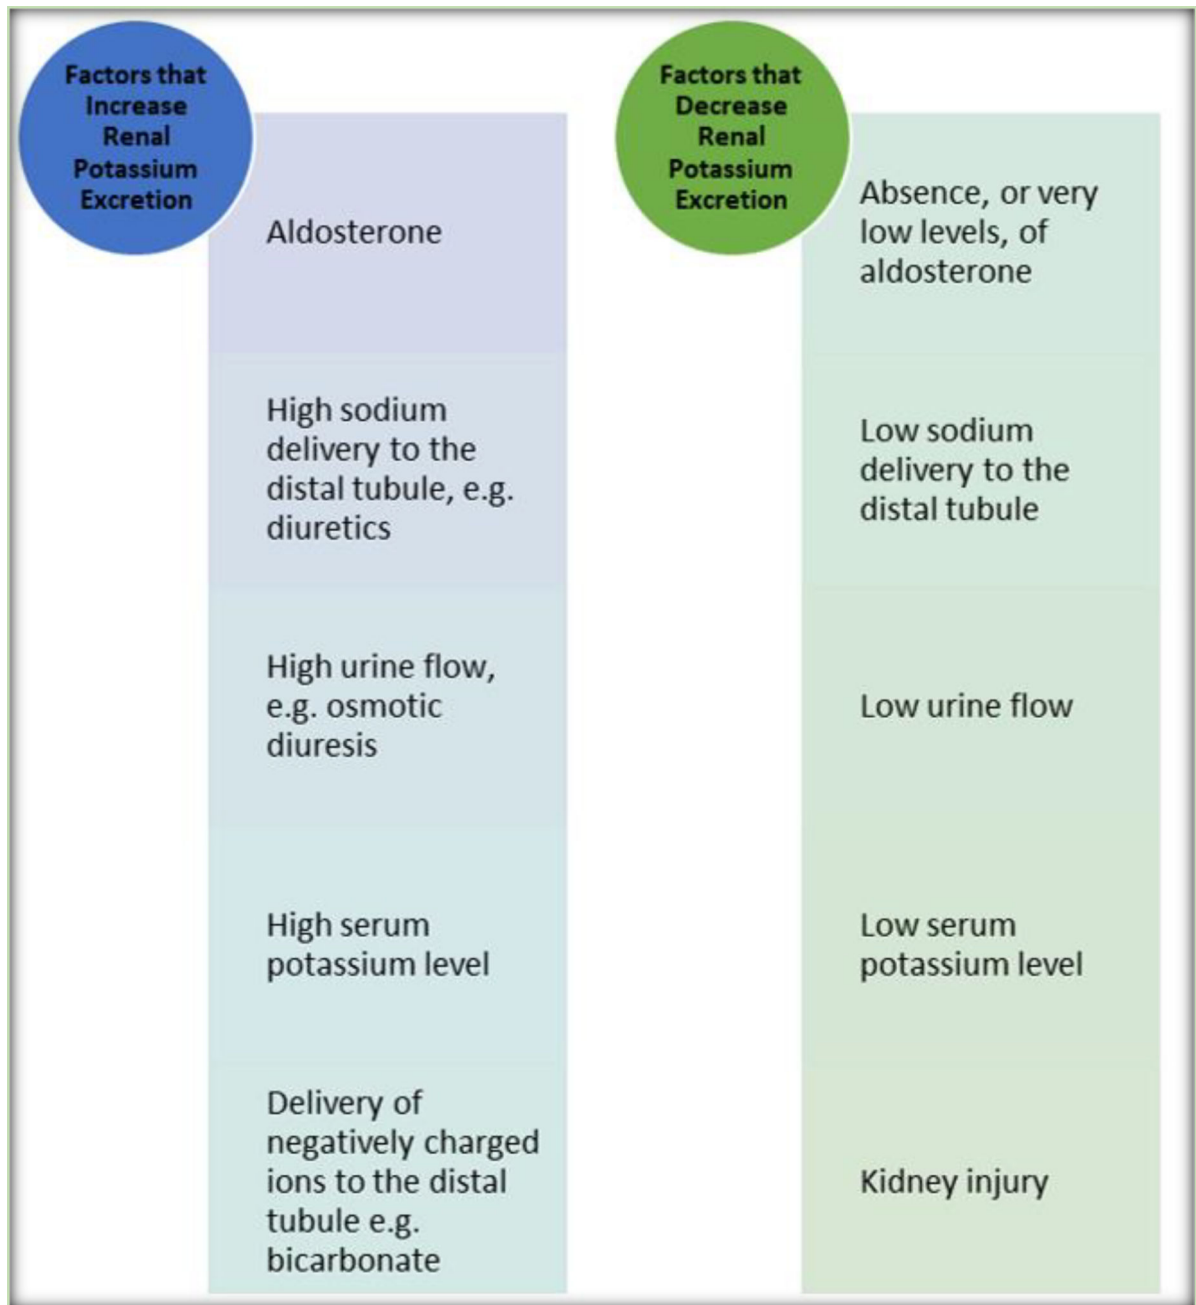 Factors that
Increase
Renal
Potassium
Excretion
Aldosterone
High sodium
delivery to the
distal tubule, e.g.
diuretics
High urine flow,
e.g. osmotic
diuresis
High serum
potassium level
Delivery of
negatively charged
ions to the distal
tubule e.g.
bicarbonate
Factors that
Decrease
Renal
Potassium
Excretion
Absence, or very
low levels, of
aldosterone
Low sodium
delivery to the
distal tubule
Low urine flow
Low serum
potassium level
Kidney injury